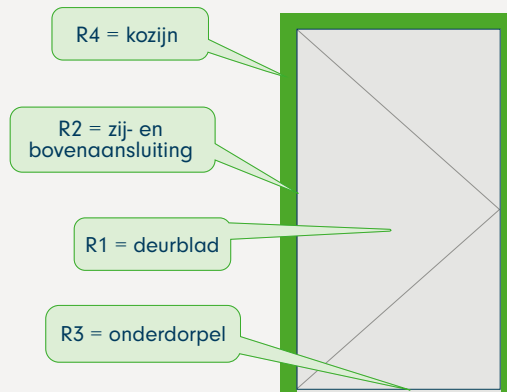 R4 = kozijn
R2 = zij- en
bovenaansluiting
R1 = deurblad
R3 = onderdorpel